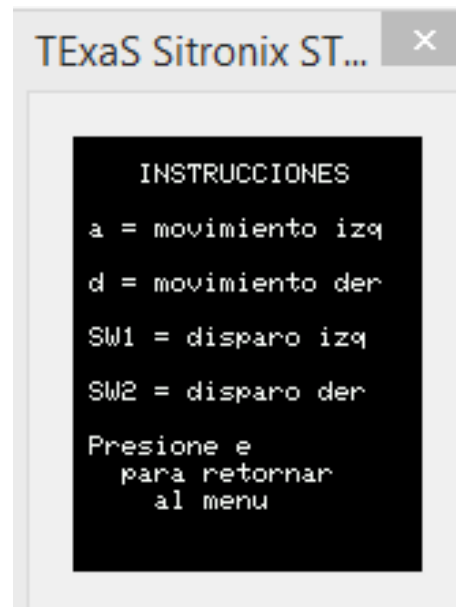 TExaS Sitronix ST...
INSTRUCCIONES
a = movimiento izq
d = movimiento der
SW1 = disparo izq
SW2 = disparo der
Presione e
para retornar
al menu